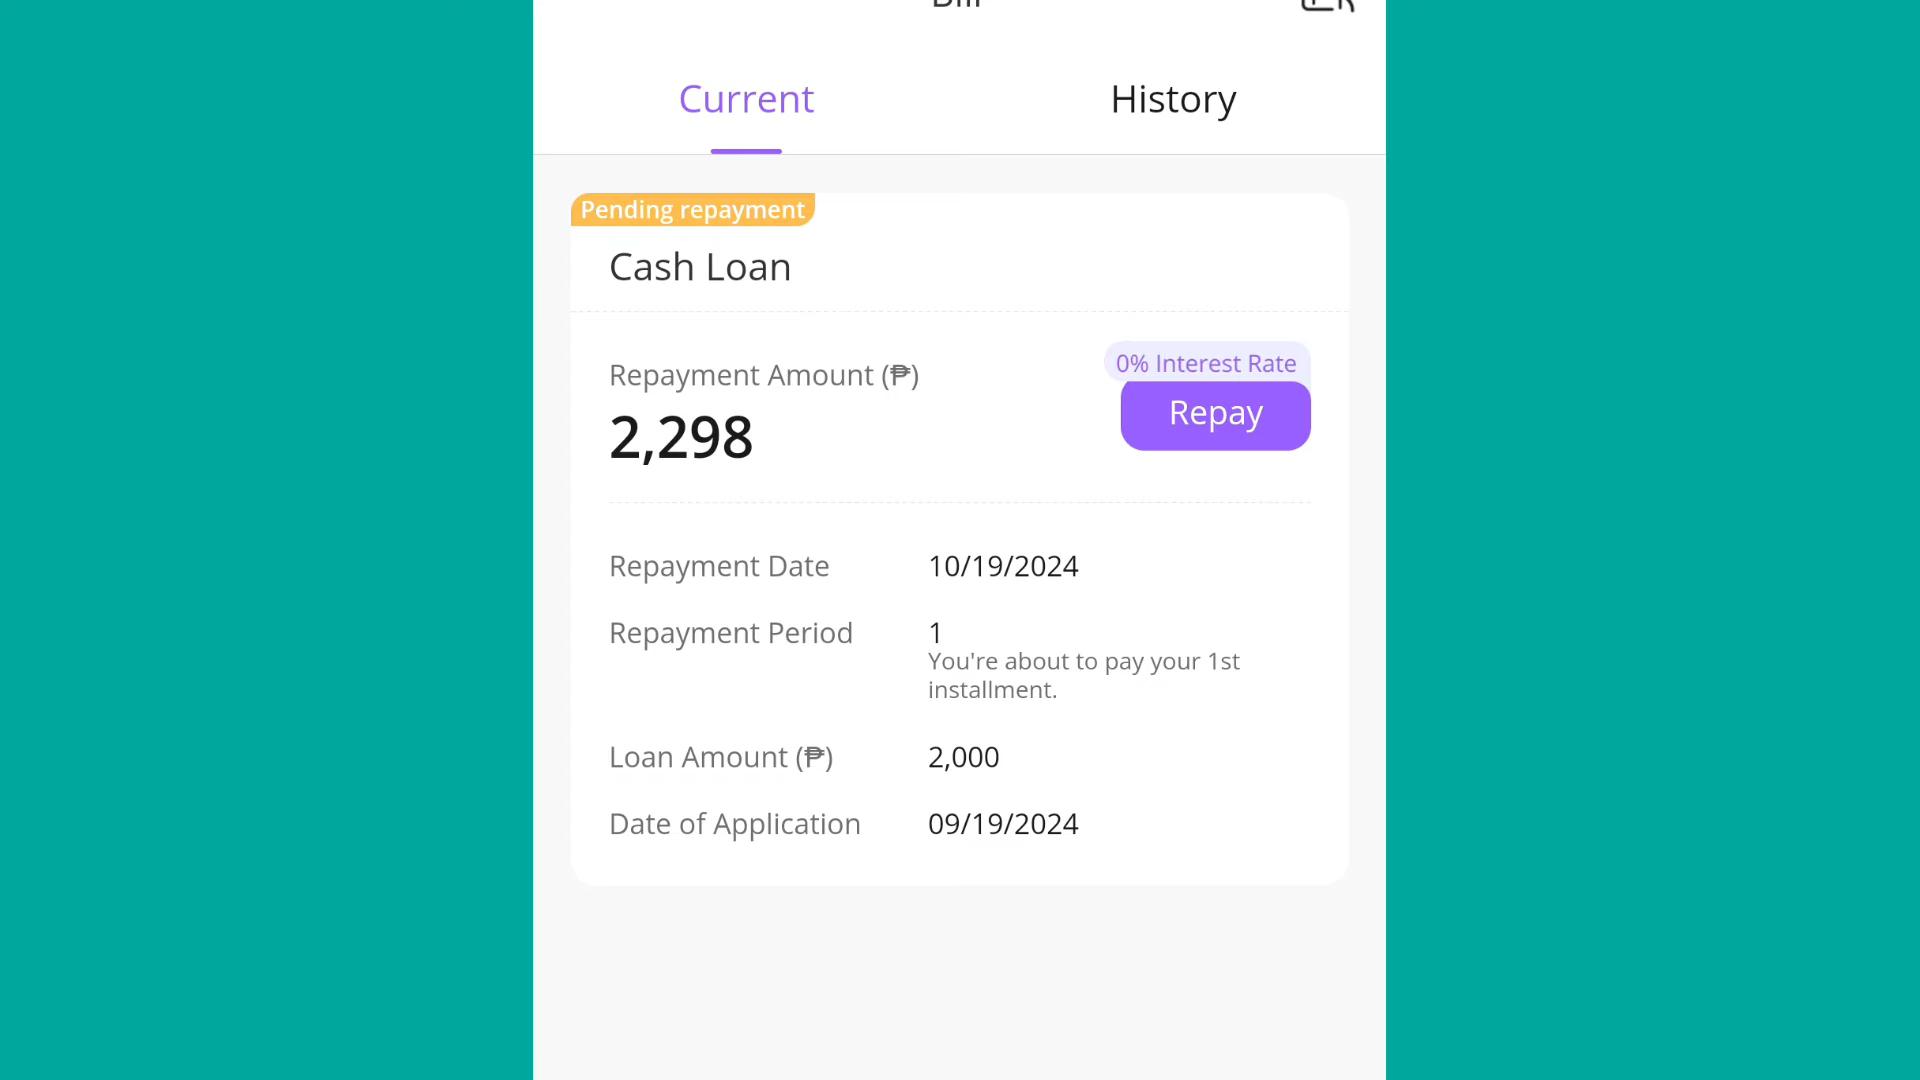 Bill
Current
History
Pending repayment
Cash Loan
Repayment Amount (₱)
0% Interest Rate
2,298
Repay
Repayment Date 10/19/2024
Repayment Period 1
You're about to pay your 1st
installment.
Loan Amount (₱) 2,000
Date of Application 09/19/2024